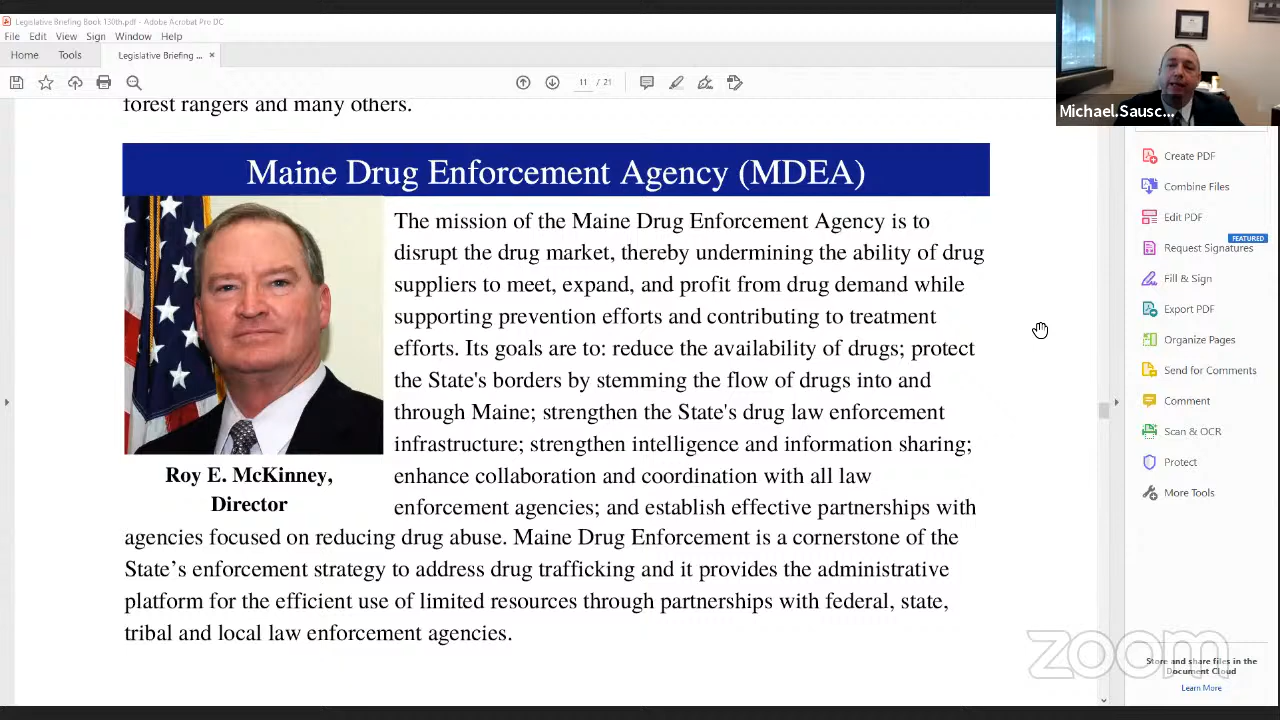 Legislative Briefing Book 130th.pdf - Adobe Acrobat Pro DC
File Edit View Sign Window Help
Home Tools Legislative Briefing ... ×
11 / 21
Michael.Sausc...
forest rangers and many others.
Maine Drug Enforcement Agency (MDEA)
The mission of the Maine Drug Enforcement Agency is to
disrupt the drug market, thereby undermining the ability of drug
suppliers to meet, expand, and profit from drug demand while
supporting prevention efforts and contributing to treatment
efforts. Its goals are to: reduce the availability of drugs; protect
the State's borders by stemming the flow of drugs into and
through Maine; strengthen the State's drug law enforcement
infrastructure; strengthen intelligence and information sharing;
enhance collaboration and coordination with all law
enforcement agencies; and establish effective partnerships with
Roy E. McKinney,
Director
agencies focused on reducing drug abuse. Maine Drug Enforcement is a cornerstone of the
State’s enforcement strategy to address drug trafficking and it provides the administrative
platform for the efficient use of limited resources through partnerships with federal, state,
tribal and local law enforcement agencies.
Create PDF
Combine Files
Edit PDF
FEATURED
Request Signatures
Fill & Sign
Export PDF
Organize Pages
Send for Comments
Comment
Scan & OCR
Protect
More Tools
Store and share files in the
Document Cloud
Learn More
zoom